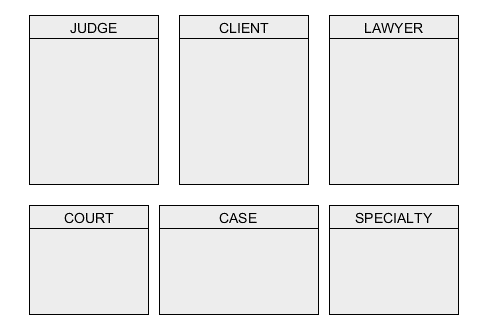 JUDGE
CLIENT
LAWYER
COURT
CASE
SPECIALTY